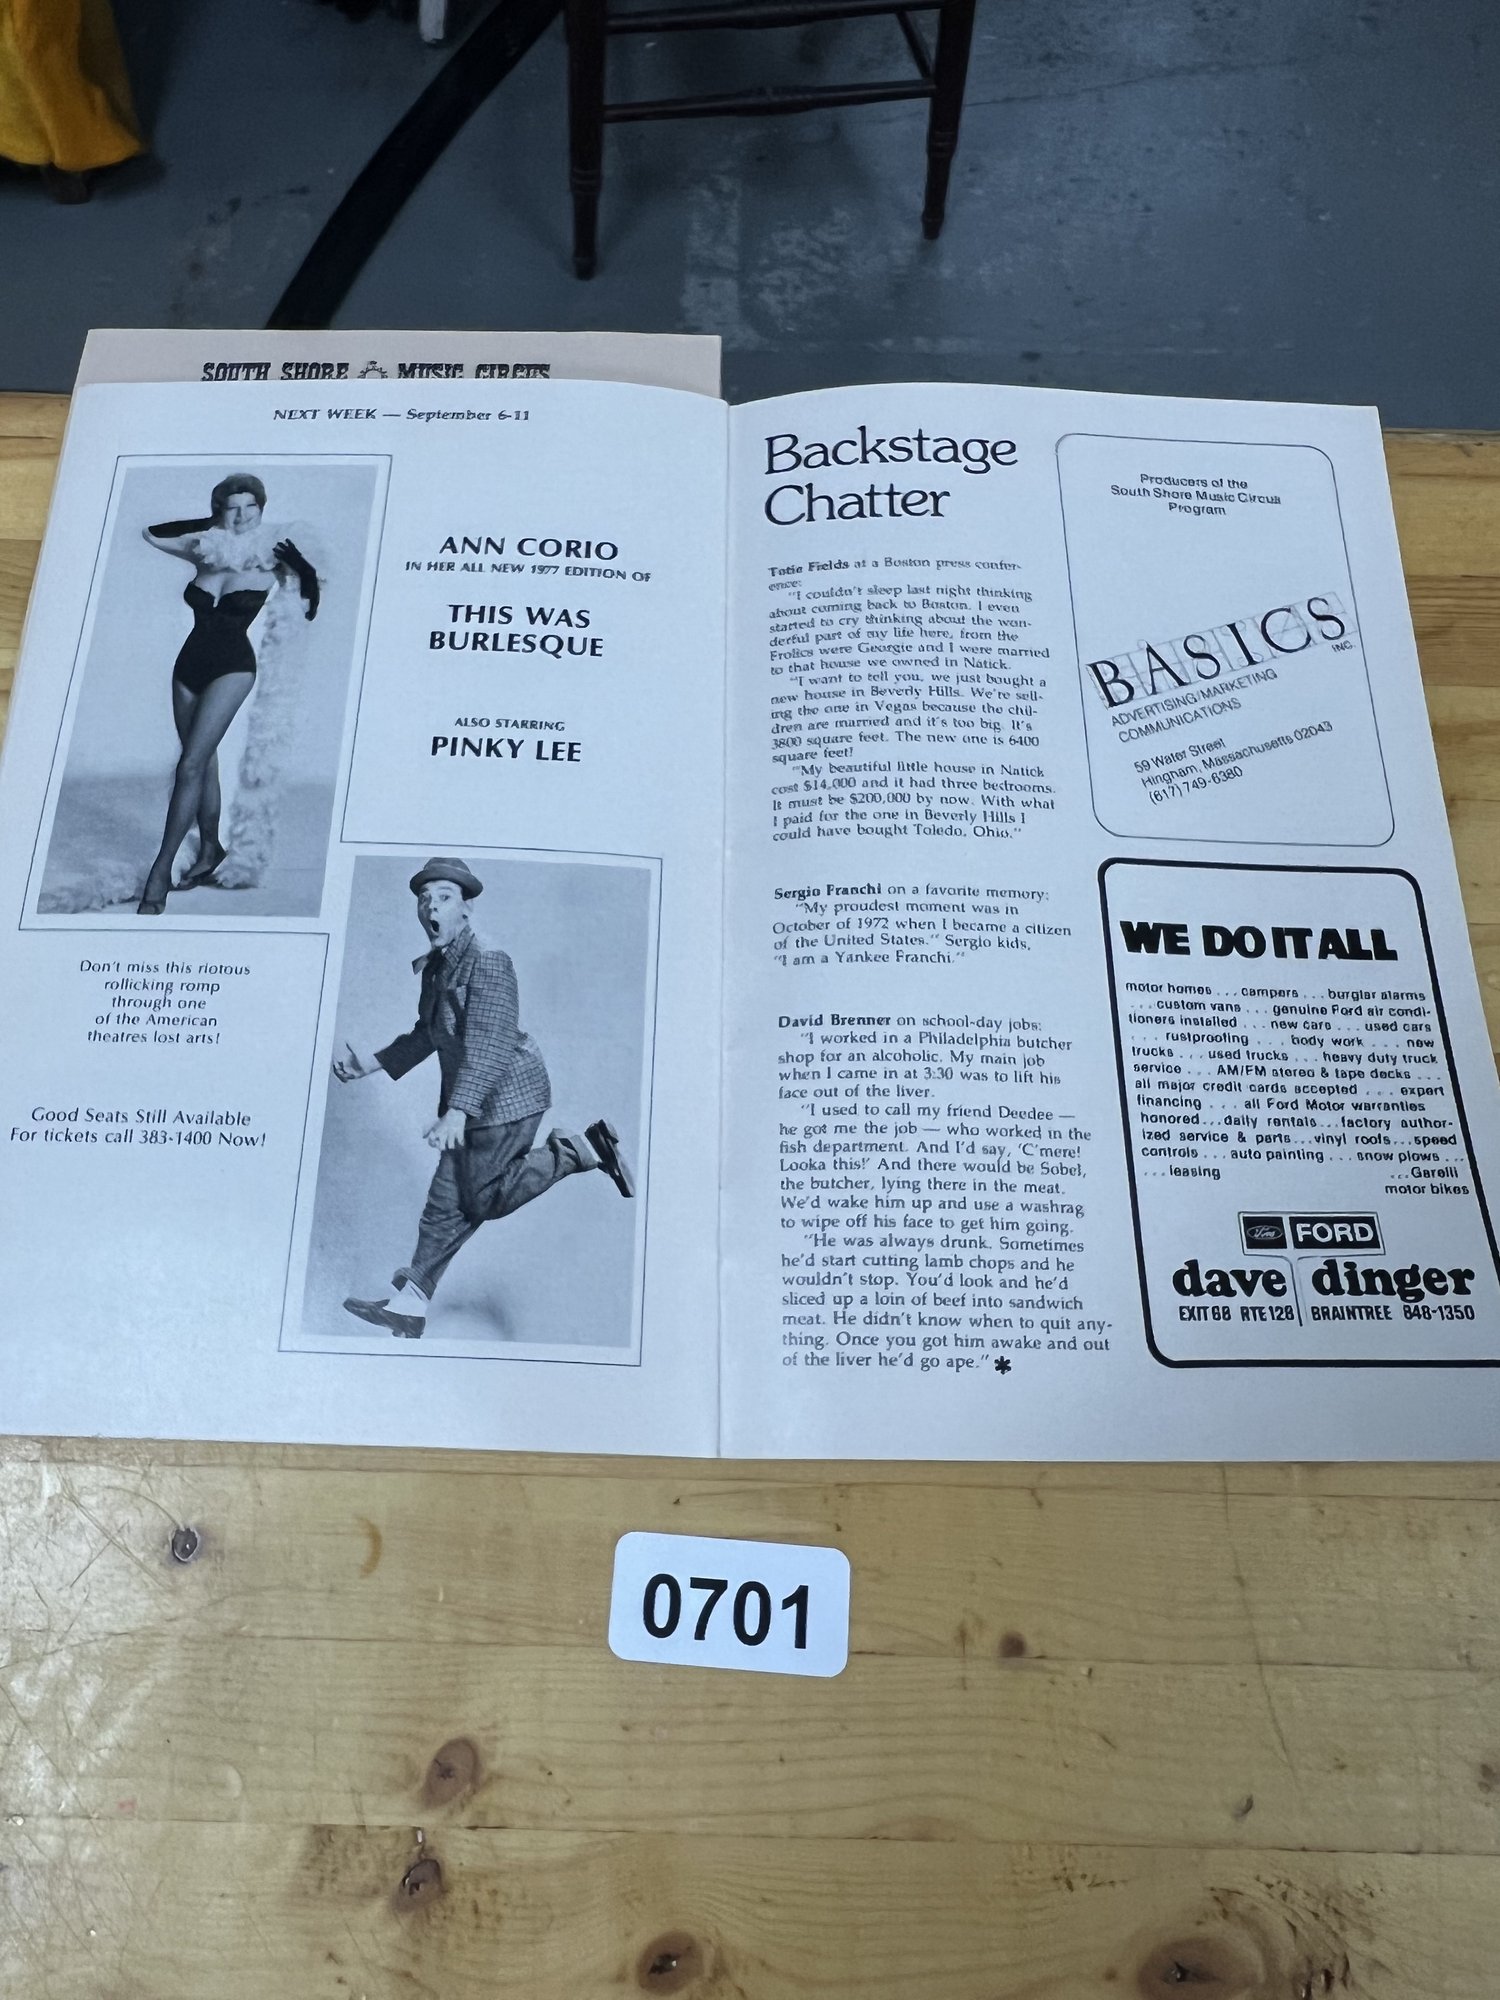 SOUTH SHORE MUSIC CIRCUS
NEXT WEEK — September 6-11
ANN CORIO
IN HER ALL NEW 1977 EDITION OF
THIS WAS
BURLESQUE
ALSO STARRING
PINKY LEE
Don't miss this riotous
rollicking romp
through one
of the American
theatres lost arts!
Good Seats Still Available
For tickets call 383-1400 Now!
Backstage
Chatter
Totie Fields at a Boston press confer-
ence:
"I couldn't sleep last night thinking
about coming back to Boston. I even
started to cry thinking about the won-
derful part of my life here, from the
Frolics were Georgie and I were married
to that house we owned in Natick.
"I want to tell you, we just bought a
new house in Beverly Hills. We're sell-
ing the one in Vegas because the chil-
dren are married and it's too big. It's
3800 square feet. The new one is 6400
square feet!
"My beautiful little house in Natick
cost $14,000 and it had three bedrooms.
It must be $200,000 by now. With what
I paid for the one in Beverly Hills I
could have bought Toledo, Ohio."
Sergio Franchi on a favorite memory:
"My proudest moment was in
October of 1972 when I became a citizen
of the United States." Sergio kids,
"I am a Yankee Franchi."
David Brenner on school-day jobs:
"I worked in a Philadelphia butcher
shop for an alcoholic. My main job
when I came in at 3:30 was to lift his
face out of the liver.
"I used to call my friend Deedee —
he got me the job — who worked in the
fish department. And I'd say, 'C'mere!
Looka this!' And there would be Sobel,
the butcher, lying there in the meat.
We'd wake him up and use a washrag
to wipe off his face to get him going.
"He was always drunk. Sometimes
he'd start cutting lamb chops and he
wouldn't stop. You'd look and he'd
sliced up a loin of beef into sandwich
meat. He didn't know when to quit any-
thing. Once you got him awake and out
of the liver he'd go ape." ✱
Producers of the
South Shore Music Circus
Program
BASICS
INC.
ADVERTISING/MARKETING
COMMUNICATIONS
59 Water Street
Hingham, Massachusetts 02043
(617) 749-6380
WE DO IT ALL
motor homes . . . campers . . . burglar alarms
. . . custom vans . . . genuine Ford air condi-
tioners installed . . . new cars . . . used cars
. . . rustproofing . . . body work . . . new
trucks . . . used trucks . . . heavy duty truck
service . . . AM/FM stereo & tape decks . . .
all major credit cards accepted . . . expert
financing . . . all Ford Motor warranties
honored...daily rentals...factory author-
ized service & parts...vinyl roofs...speed
controls . . . auto painting . . . snow plows . . .
. . . leasing ...Garelli
motor bikes
Ford FORD
dave dinger
EXIT 68 RTE 128 BRAINTREE 848-1350
0701